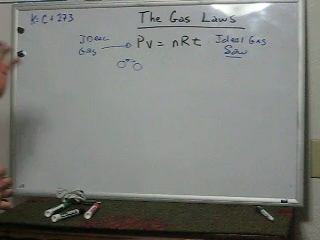 The Gas Laws
K = C + 273
Ideal Gas
PV = nRt
Ideal Gas
Law